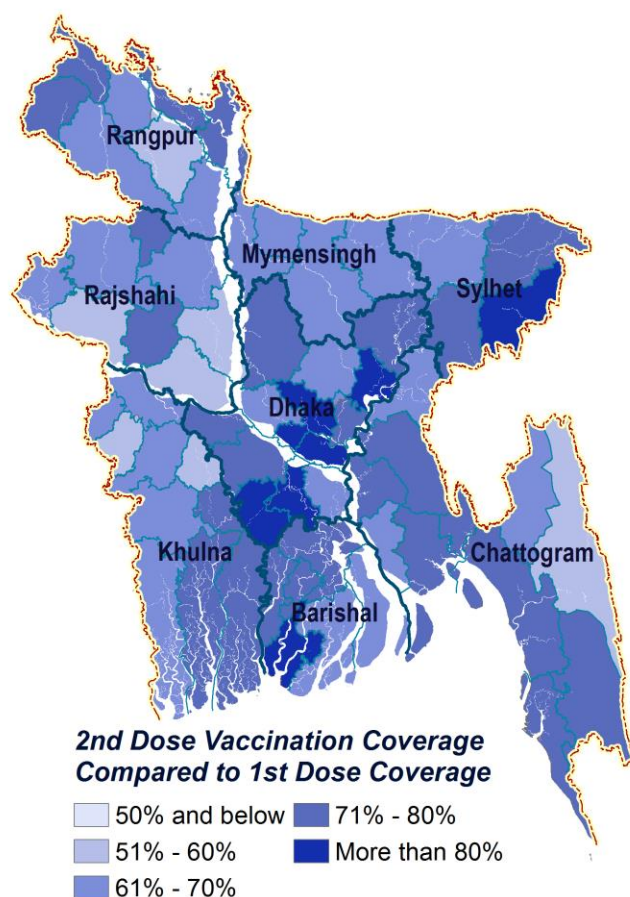 Rangpur
Mymensingh
Sylhet
Rajshahi
Dhaka
Khulna
Chattogram
Barishal
2nd Dose Vaccination Coverage
Compared to 1st Dose Coverage
50% and below
71% - 80%
51% - 60%
More than 80%
61% - 70%